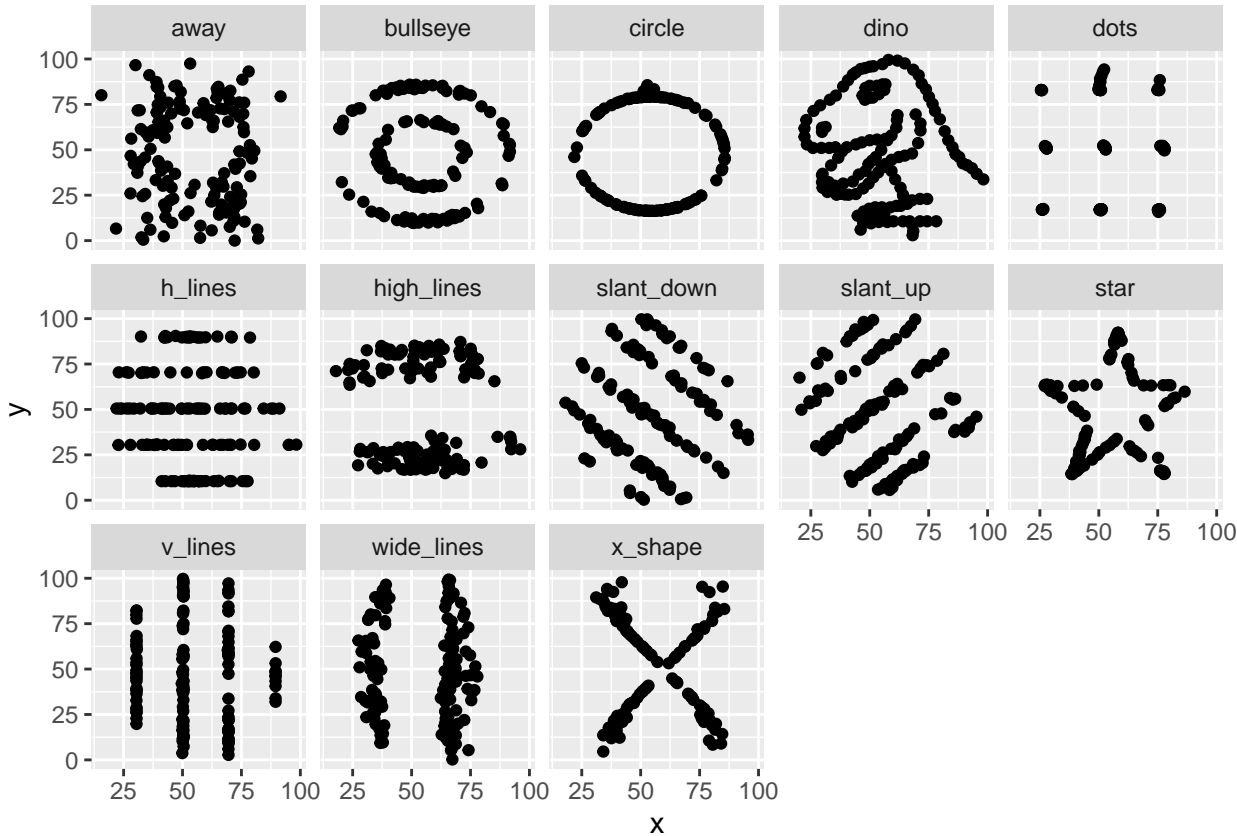 away bullseye circle dino dots
100
75
50
25
0
h_lines high_lines slant_down slant_up star
100
75
50
25
0
25 50 75 100 25 50 75 100
v_lines wide_lines x_shape
100
75
50
25
0
25 50 75 100 25 50 75 100 25 50 75 100
x
y